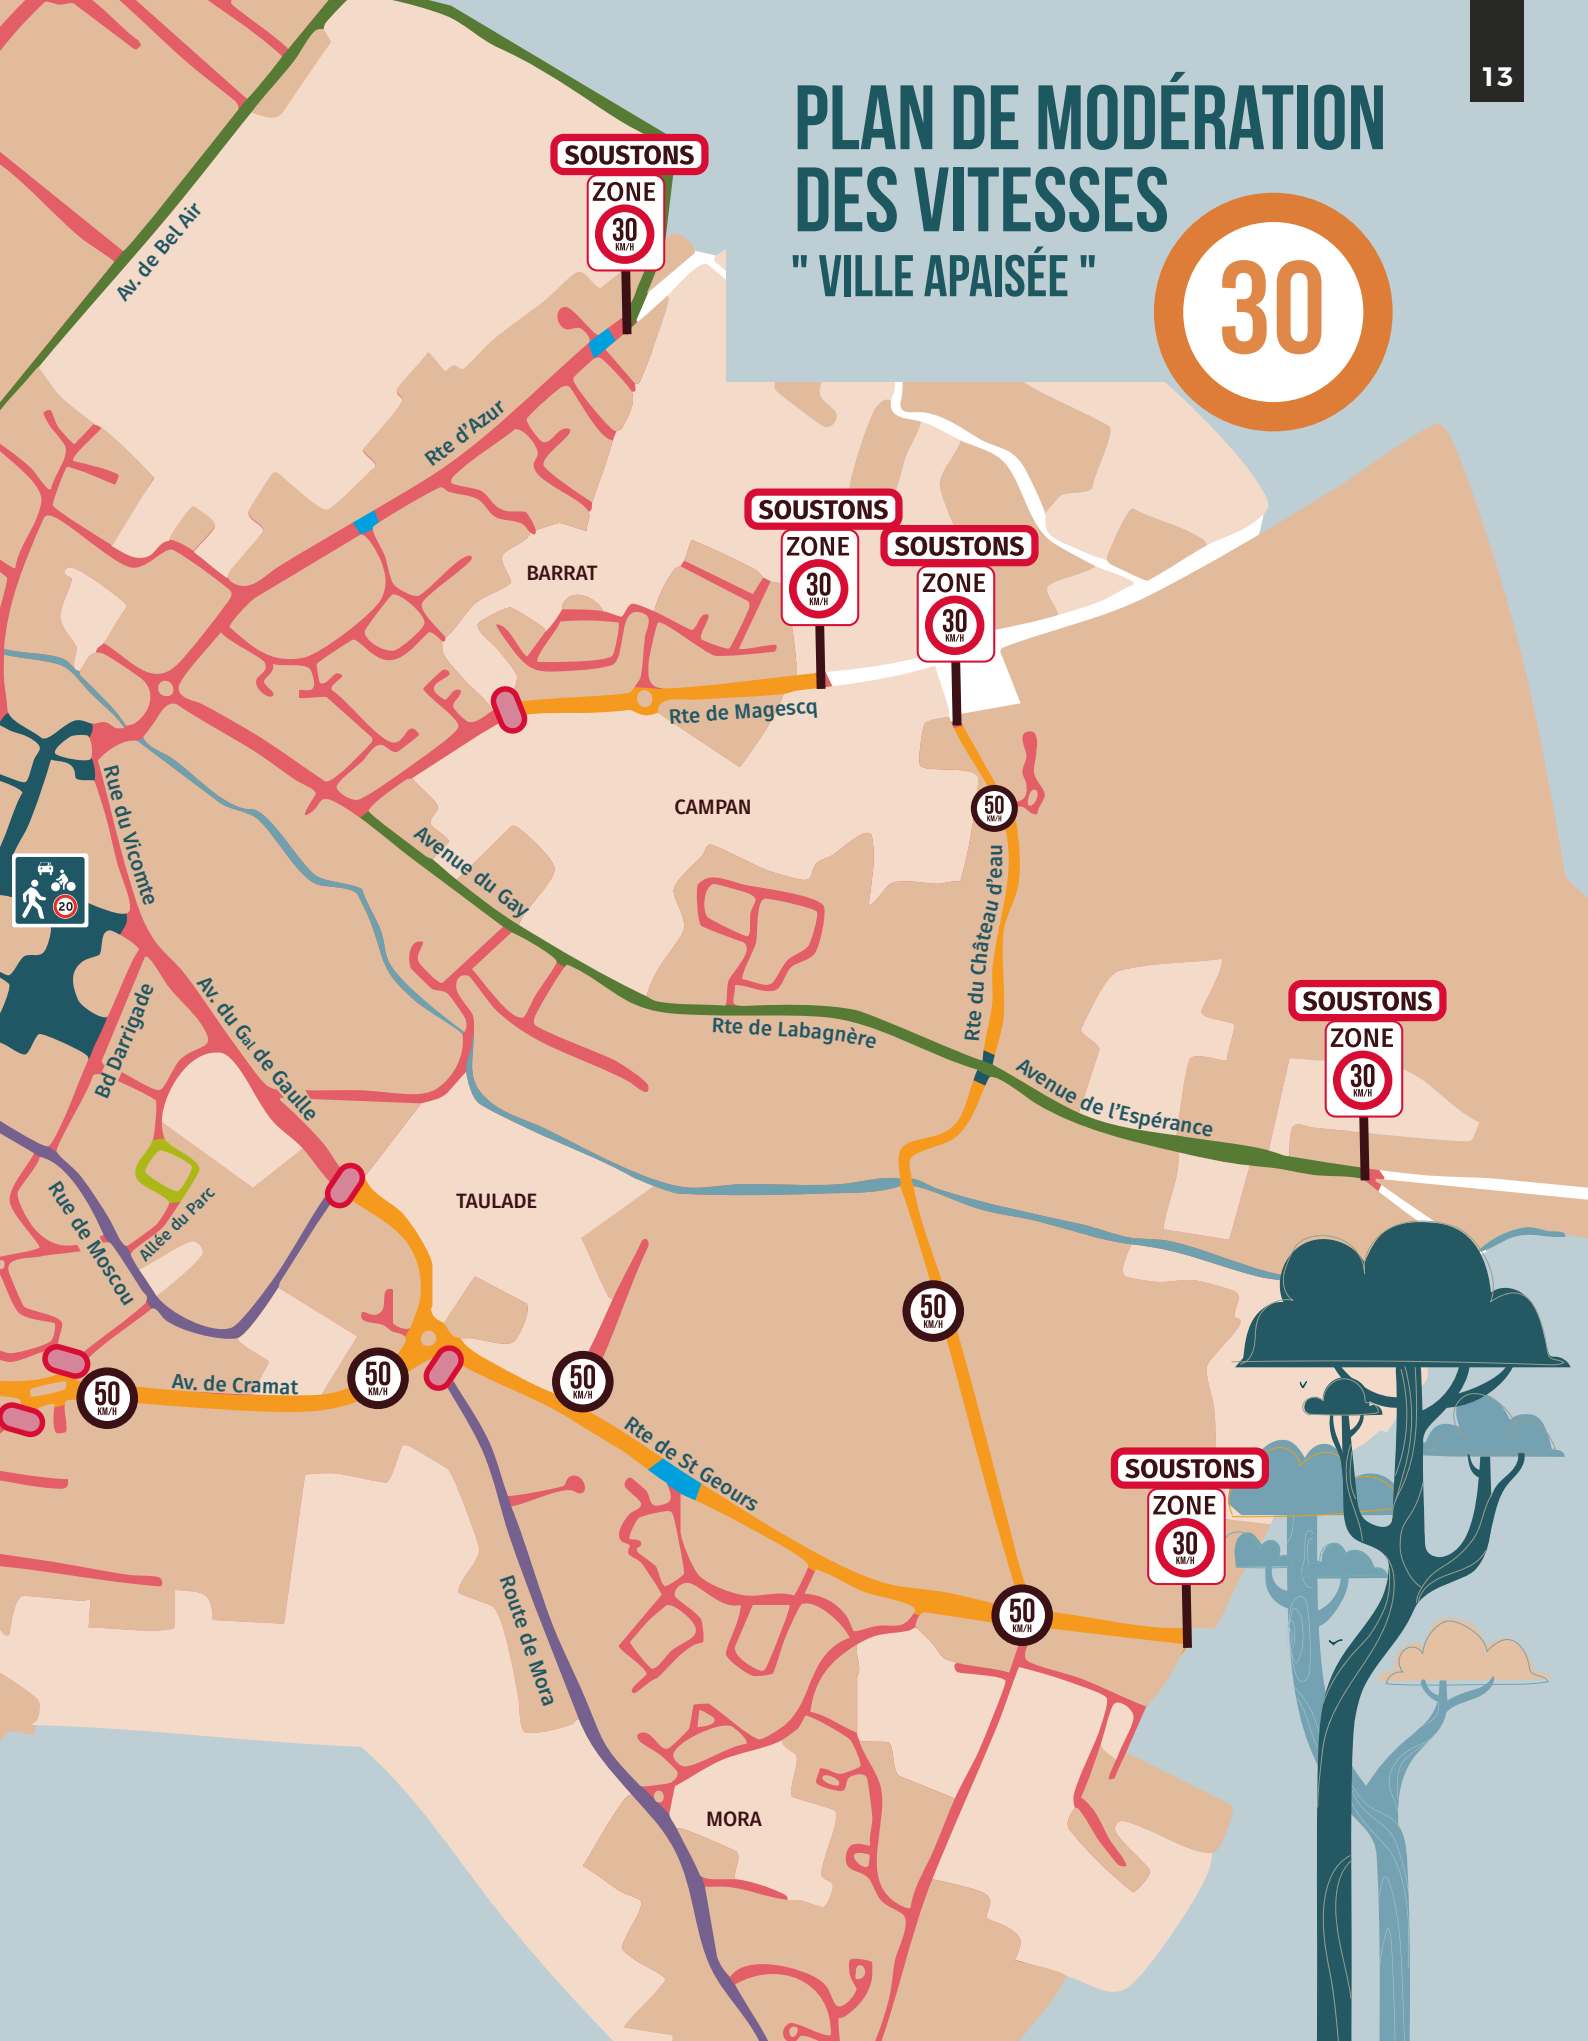 13
PLAN DE MODÉRATION
DES VITESSES
" VILLE APAISÉE "
30
SOUSTONS
ZONE
30
KM/H
Av. de Bel Air
Rte d'Azur
BARRAT
SOUSTONS
ZONE
30
KM/H
SOUSTONS
ZONE
30
KM/H
Rte de Magescq
CAMPAN
50
KM/H
Rue du Vicomte
Avenue du Gay
20
Rte du Château d'eau
Av. du Gal de Gaulle
Bd Darrigade
Rte de Labagnère
Avenue de l'Espérance
SOUSTONS
ZONE
30
KM/H
TAULADE
Rue de Moscou
Allée du Parc
50
KM/H
Av. de Cramat
50
KM/H
50
KM/H
50
KM/H
Rte de St Geours
SOUSTONS
ZONE
30
KM/H
Route de Mora
50
KM/H
MORA